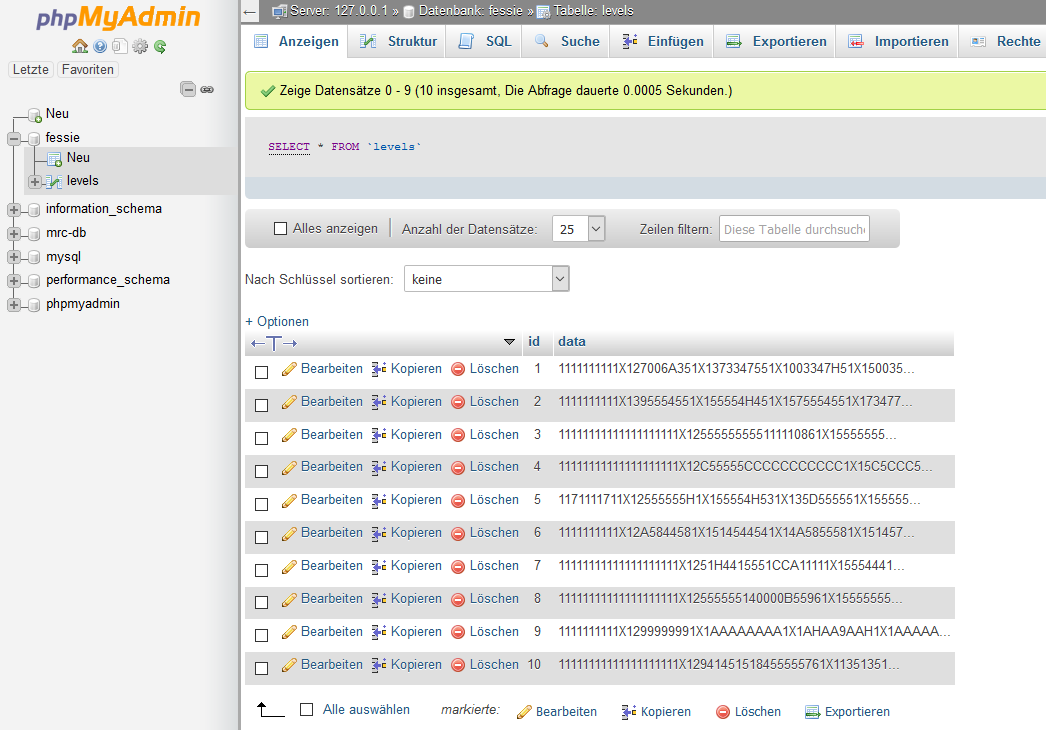 phpMyAdmin
Letzte Favoriten
Neu
fessie
Neu
levels
information_schema
mrc-db
mysql
performance_schema
phpmyadmin
Server: 127.0.0.1 » Datenbank: fessie » Tabelle: levels
Anzeigen Struktur SQL Suche Einfügen Exportieren Importieren Rechte
Zeige Datensätze 0 - 9 (10 insgesamt, Die Abfrage dauerte 0.0005 Sekunden.)
SELECT * FROM `levels`
Alles anzeigen Anzahl der Datensätze: 25 Zeilen filtern: Diese Tabelle durchsuch
Nach Schlüssel sortieren: keine
+ Optionen
←T→ id data
Bearbeiten Kopieren Löschen 1 1111111111X127006A351X1373347551X1003347H51X150035...
Bearbeiten Kopieren Löschen 2 1111111111X1395554551X155554H451X1575554551X173477...
Bearbeiten Kopieren Löschen 3 11111111111111111111X12555555555111110861X15555555...
Bearbeiten Kopieren Löschen 4 11111111111111111111X12C55555CCCCCCCCCCC1X15C5CCC5...
Bearbeiten Kopieren Löschen 5 1171111711X12555555H1X155554H531X135D555551X155555...
Bearbeiten Kopieren Löschen 6 1111111111X12A5844581X1514544541X14A5855581X151457...
Bearbeiten Kopieren Löschen 7 11111111111111111111X1251H4415551CCA11111X15554441...
Bearbeiten Kopieren Löschen 8 11111111111111111111X12555555140000B55961X15555555...
Bearbeiten Kopieren Löschen 9 1111111111X1299999991X1AAAAAAAA1X1AHAA9AAH1X1AAAAA...
Bearbeiten Kopieren Löschen 10 11111111111111111111X12941451518455555761X11351351...
Alle auswählen markierte: Bearbeiten Kopieren Löschen Exportieren